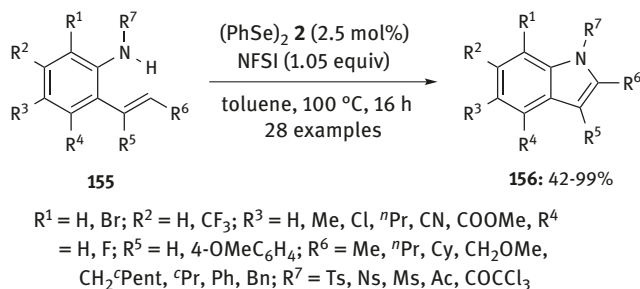 R¹
R⁷
R²
N
H
R³
R⁶
R⁴
R⁵
155
(PhSe)₂ 2 (2.5 mol%)
NFSI (1.05 equiv)
toluene, 100 °C, 16 h
28 examples
R¹
R⁷
R²
N
R⁶
R³
R⁴
R⁵
156: 42-99%
R¹ = H, Br; R² = H, CF₃; R³ = H, Me, Cl, ⁿPr, CN, COOMe, R⁴
= H, F; R⁵ = H, 4-OMeC₆H₄; R⁶ = Me, ⁿPr, Cy, CH₂OMe,
CH₂ᶜPent, ᶜPr, Ph, Bn; R⁷ = Ts, Ns, Ms, Ac, COCCl₃